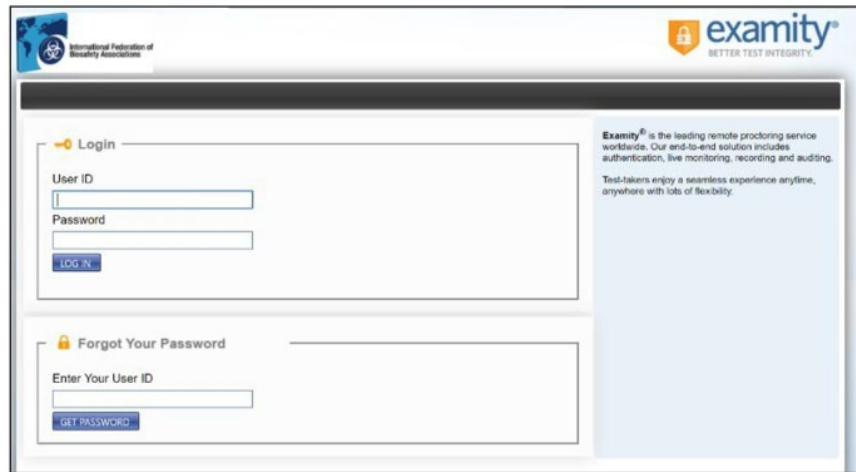 International Federation of
Biosafety Associations
examity®
BETTER TEST INTEGRITY.
Login
User ID
Password
LOG IN
Forgot Your Password
Enter Your User ID
GET PASSWORD
Examity® is the leading remote proctoring service
worldwide. Our end-to-end solution includes
authentication, live monitoring, recording and auditing.
Test-takers enjoy a seamless experience anytime,
anywhere with lots of flexibility.